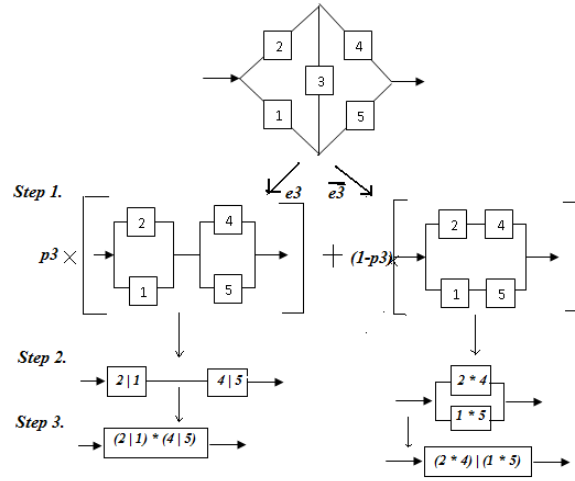 2 4
3
1 5
Step 1.
e3 e̅3̅
2 4 2 4
p3 × + (1-p3)×
1 5 1 5
Step 2.
2 | 1 4 | 5 2 * 4
1 * 5
Step 3.
(2 | 1) * (4 | 5)
(2 * 4) | (1 * 5)